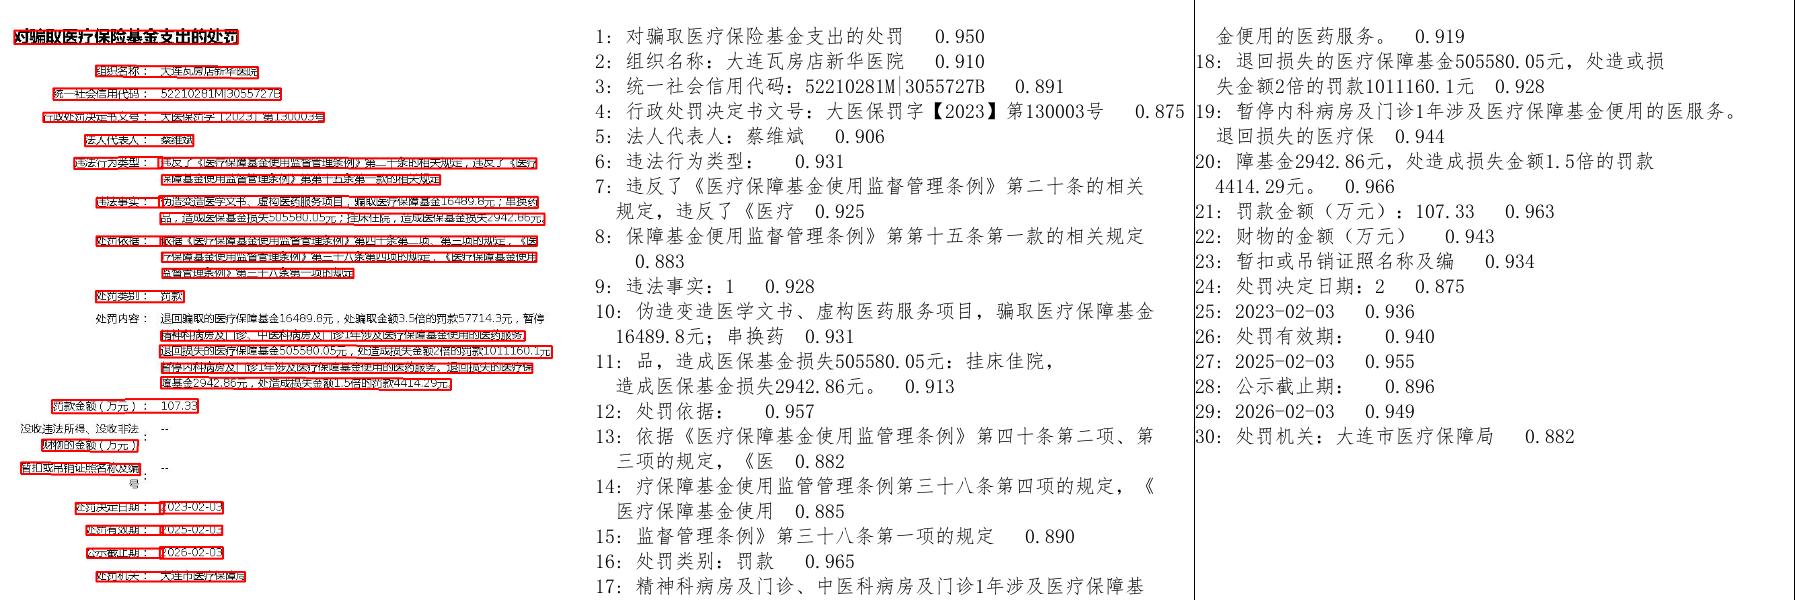 对骗取医疗保险基金支出的处罚
组织名称： 大连瓦房店新华医院
统一社会信用代码： 52210281M|3055727B
行政处罚决定书文号： 大医保罚字【2023】第130003号
法人代表人： 蔡维斌
违法行为类型： 违反了《医疗保障基金使用监督管理条例》第二十条的相关规定，违反了《医疗
保障基金使用监督管理条例》第第十五条第一款的相关规定
违法事实： 伪造变造医学文书、虚构医药服务项目，骗取医疗保障基金16489.8元；串换药
品，造成医保基金损失505580.05元；挂床住院，造成医保基金损失2942.86元。
处罚依据： 依据《医疗保障基金使用监督管理条例》第四十条第二项、第三项的规定，《医
疗保障基金使用监督管理条例》第三十八条第四项的规定，《医疗保障基金使用
监督管理条例》第三十八条第一项的规定
处罚类别： 罚款
处罚内容： 退回骗取的医疗保障基金16489.8元，处骗取金额3.5倍的罚款57714.3元，暂停
精神科病房及门诊、中医科病房及门诊1年涉及医疗保障基金使用的医药服务。
退回损失的医疗保障基金505580.05元，处造成损失金额2倍的罚款1011160.1元
暂停内科病房及门诊1年涉及医疗保障基金使用的医药服务。退回损失的医疗保
障基金2942.86元，处造成损失金额1.5倍的罚款4414.29元。
罚款金额（万元）： 107.33
没收违法所得、没收非法
财物的金额（万元） ： --
暂扣或吊销证照名称及编
号 ： --
处罚决定日期： 2023-02-03
处罚有效期： 2025-02-03
公示截止期： 2026-02-03
处罚机关： 大连市医疗保障局
1: 对骗取医疗保险基金支出的处罚 0.950
2: 组织名称：大连瓦房店新华医院 0.910
3: 统一社会信用代码：52210281M|3055727B 0.891
4: 行政处罚决定书文号：大医保罚字【2023】第130003号 0.875
5: 法人代表人：蔡维斌 0.906
6: 违法行为类型： 0.931
7: 违反了《医疗保障基金使用监督管理条例》第二十条的相关
规定，违反了《医疗 0.925
8: 保障基金便用监督管理条例》第第十五条第一款的相关规定
0.883
9: 违法事实：1 0.928
10: 伪造变造医学文书、虚构医药服务项目，骗取医疗保障基金
16489.8元；串换药 0.931
11: 品，造成医保基金损失505580.05元：挂床佳院，
造成医保基金损失2942.86元。 0.913
12: 处罚依据： 0.957
13: 依据《医疗保障基金使用监管理条例》第四十条第二项、第
三项的规定，《医 0.882
14: 疗保障基金使用监管管理条例第三十八条第四项的规定，《
医疗保障基金使用 0.885
15: 监督管理条例》第三十八条第一项的规定 0.890
16: 处罚类别：罚款 0.965
17: 精神科病房及门诊、中医科病房及门诊1年涉及医疗保障基
金便用的医药服务。 0.919
18: 退回损失的医疗保障基金505580.05元，处造或损
失金额2倍的罚款1011160.1元 0.928
19: 暂停内科病房及门诊1年涉及医疗保障基金使用的医服务。
退回损失的医疗保 0.944
20: 障基金2942.86元，处造成损失金额1.5倍的罚款
4414.29元。 0.966
21: 罚款金额（万元）：107.33 0.963
22: 财物的金额（万元） 0.943
23: 暂扣或吊销证照名称及编 0.934
24: 处罚决定日期：2 0.875
25: 2023-02-03 0.936
26: 处罚有效期： 0.940
27: 2025-02-03 0.955
28: 公示截止期： 0.896
29: 2026-02-03 0.949
30: 处罚机关：大连市医疗保障局 0.882